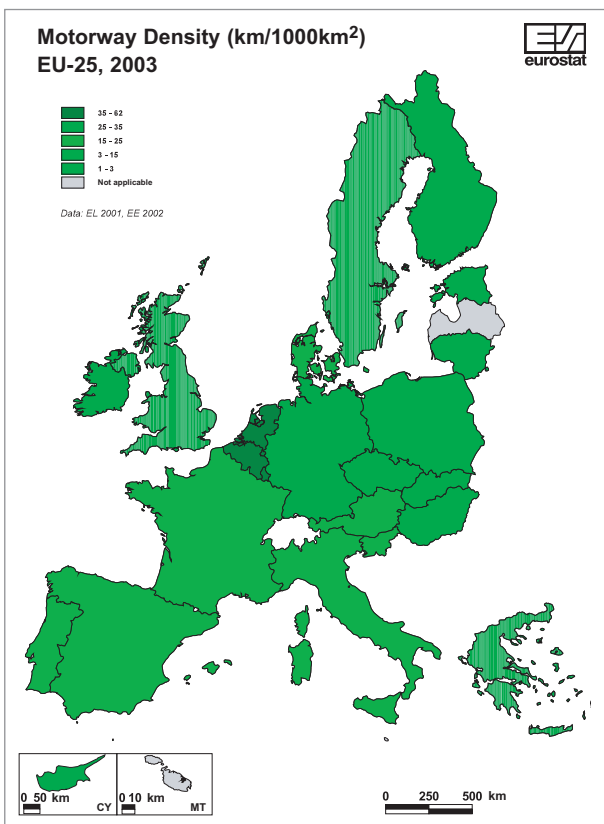 Motorway Density (km/1000km²)
EU-25, 2003
eurostat
35 – 62
25 – 35
15 – 25
3 – 15
1 – 3
Not applicable
Data: EL 2001, EE 2002
0 50 km
CY
0 10 km
MT
0 250 500
km